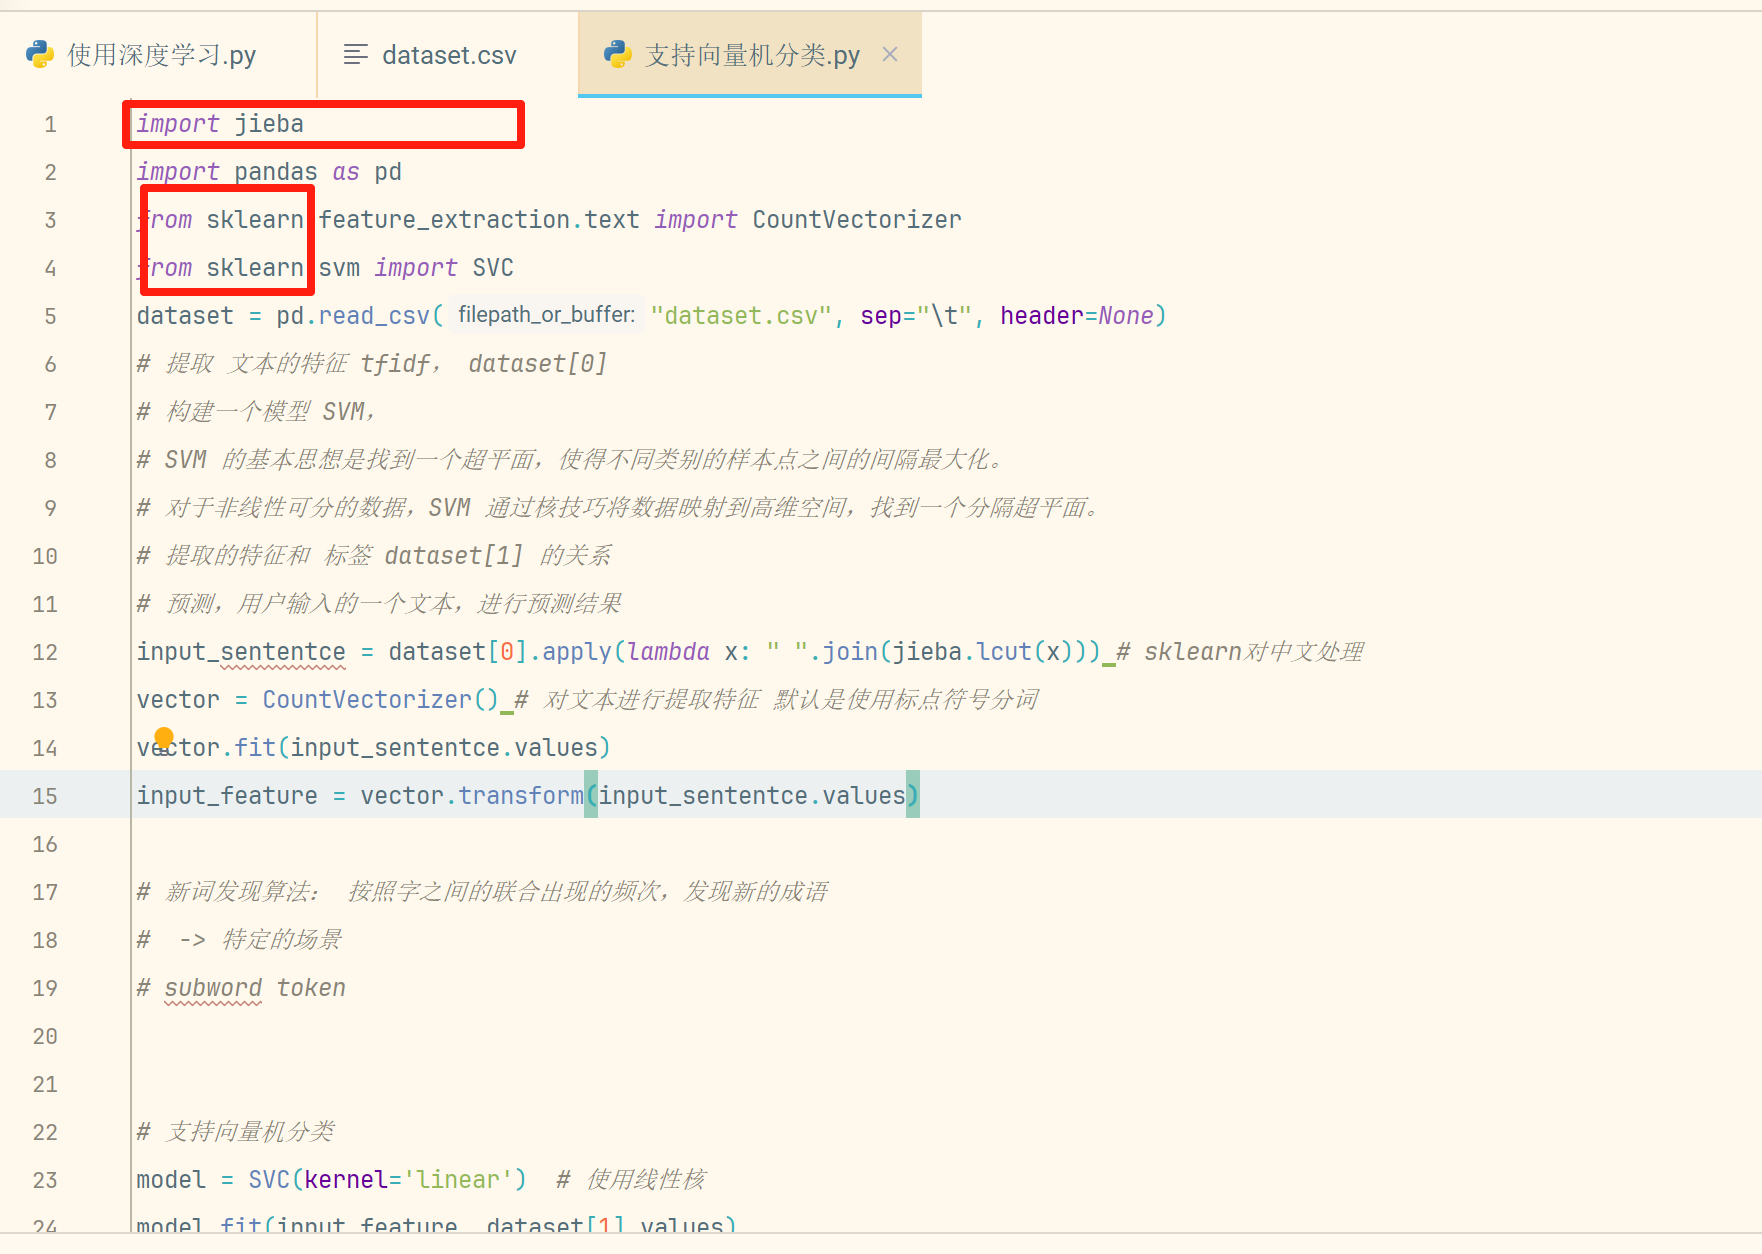 使用深度学习.py
dataset.csv
支持向量机分类.py
1 import jieba
2 import pandas as pd
3 from sklearn.feature_extraction.text import CountVectorizer
4 from sklearn.svm import SVC
5 dataset = pd.read_csv( filepath_or_buffer: "dataset.csv", sep="\t", header=None)
6 # 提取 文本的特征 tfidf， dataset[0]
7 # 构建一个模型 SVM，
8 # SVM 的基本思想是找到一个超平面，使得不同类别的样本点之间的间隔最大化。
9 # 对于非线性可分的数据，SVM 通过核技巧将数据映射到高维空间，找到一个分隔超平面。
10 # 提取的特征和 标签 dataset[1] 的关系
11 # 预测，用户输入的一个文本，进行预测结果
12 input_sententce = dataset[0].apply(lambda x: " ".join(jieba.lcut(x))) # sklearn对中文处理
13 vector = CountVectorizer() # 对文本进行提取特征 默认是使用标点符号分词
14 vector.fit(input_sententce.values)
15 input_feature = vector.transform(input_sententce.values)
16
17 # 新词发现算法： 按照字之间的联合出现的频次，发现新的成语
18 #  -> 特定的场景
19 # subword token
20
21
22 # 支持向量机分类
23 model = SVC(kernel='linear')  # 使用线性核
24 model.fit(input_feature, dataset[1].values)